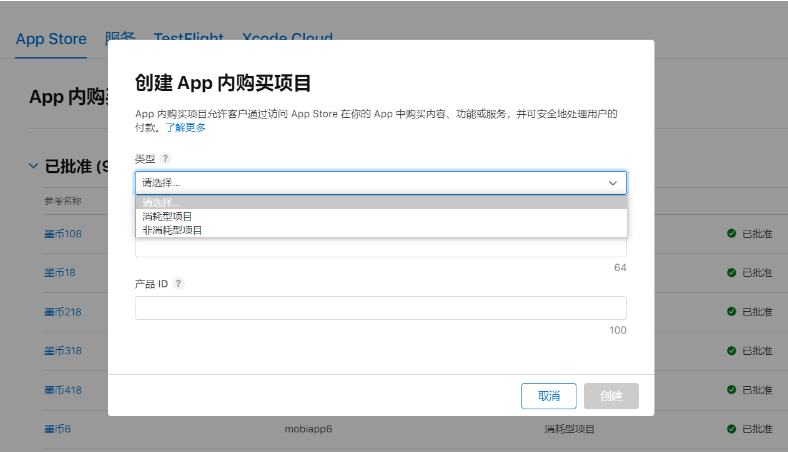 App Store 服务 TestFlight Xcode Cloud
App 内购
创建 App 内购买项目
App 内购买项目允许客户通过访问 App Store 在你的 App 中购买内容、功能或服务，并可安全地处理用户的
付款。了解更多
已批准 (9
类型 ?
请选择...
参考名称
请选择...
消耗型项目
非消耗型项目
墨币108 已批准
64
墨币18 已批准
产品 ID ?
墨币218 已批准
100
墨币318 已批准
墨币418 已批准
取消 创建
墨币6 mobiapp6 消耗型项目 已批准